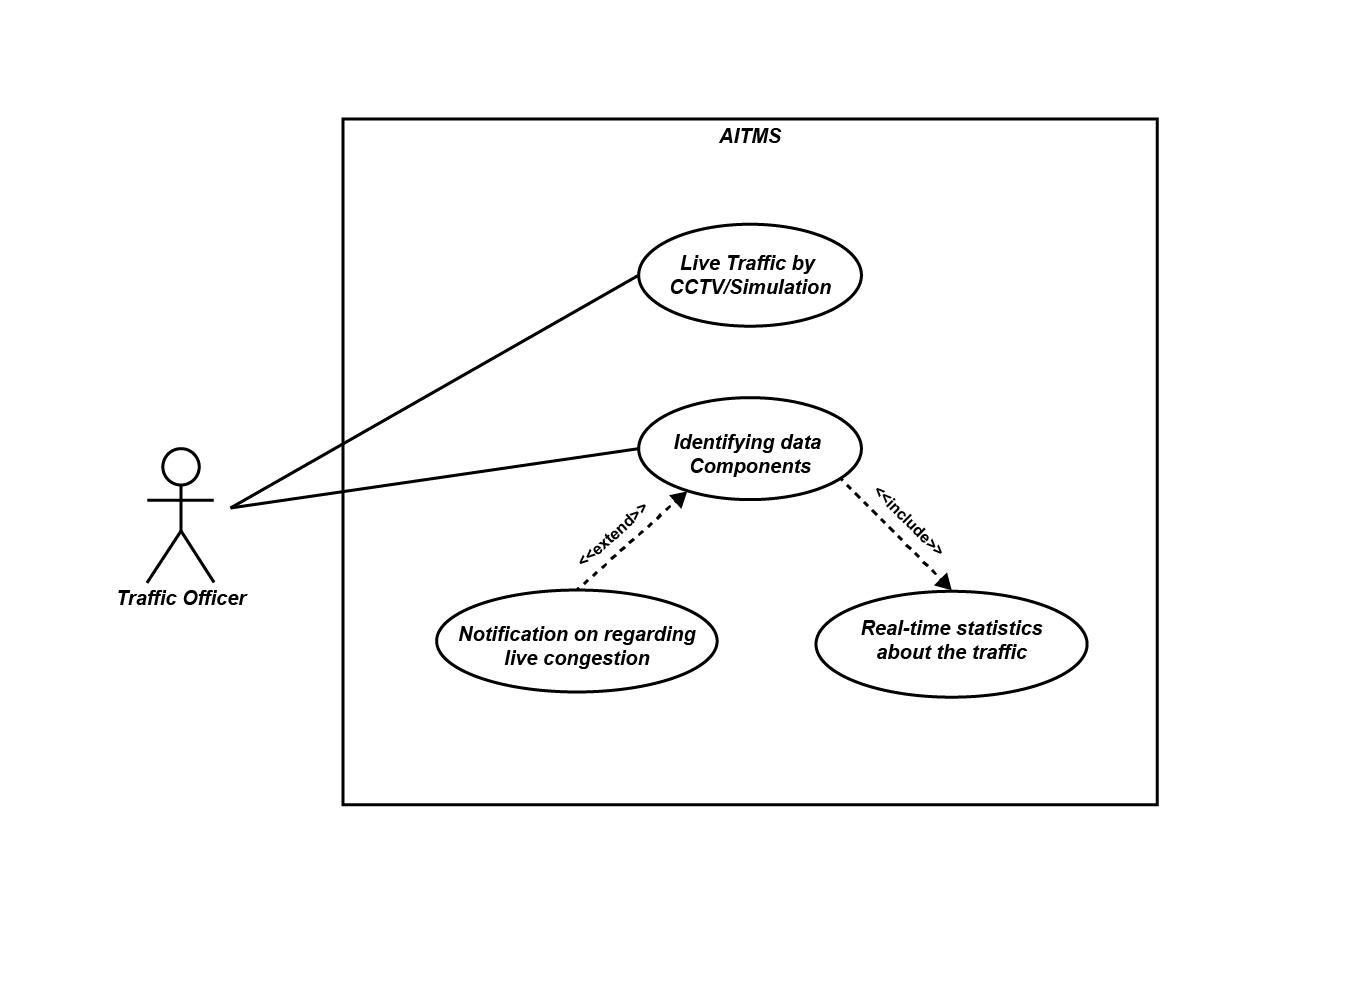 AITMS
Live Traffic by
CCTV/Simulation
Identifying data
Components
<<extend>>
<<include>>
Traffic Officer
Notification on regarding
live congestion
Real-time statistics
about the traffic